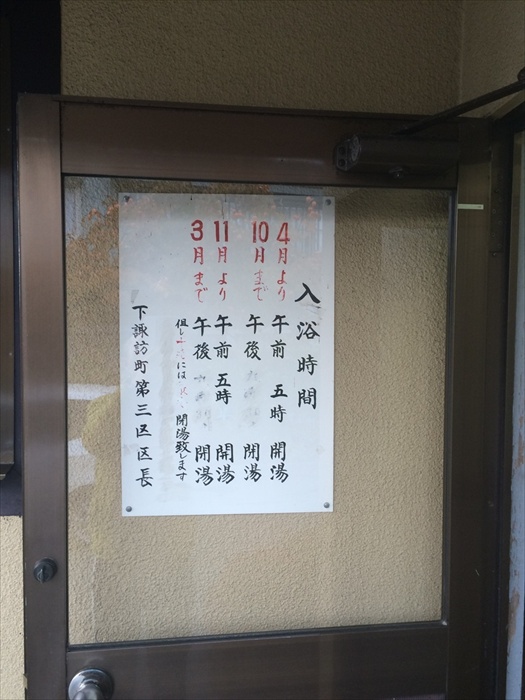 入浴時間
4月より 午前 五時 開湯
10月まで 午後 閉湯
11月より 午前 五時 開湯
3月まで 午後 閉湯
但し には 開湯致します
下諏訪町第三区区長